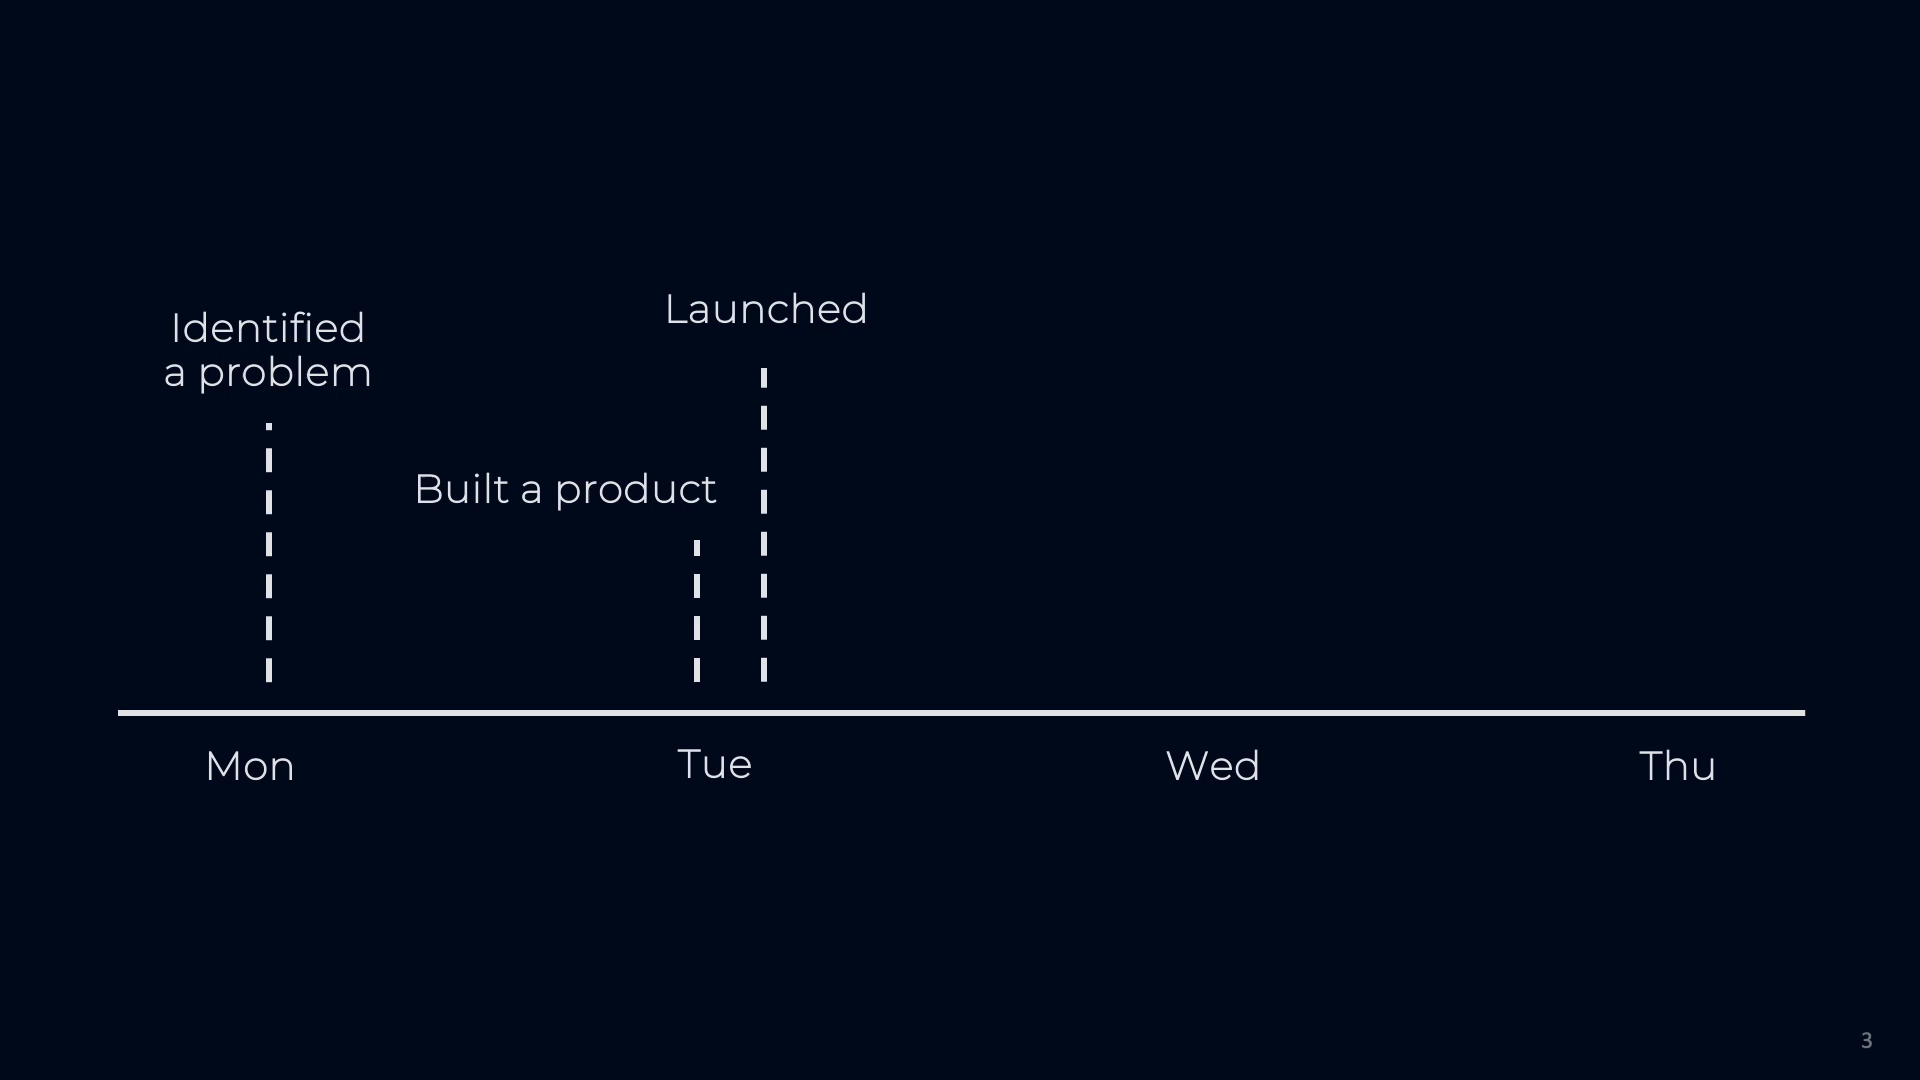 Launched
Identified
a problem
Built a product
Mon
Tue
Wed
Thu
3